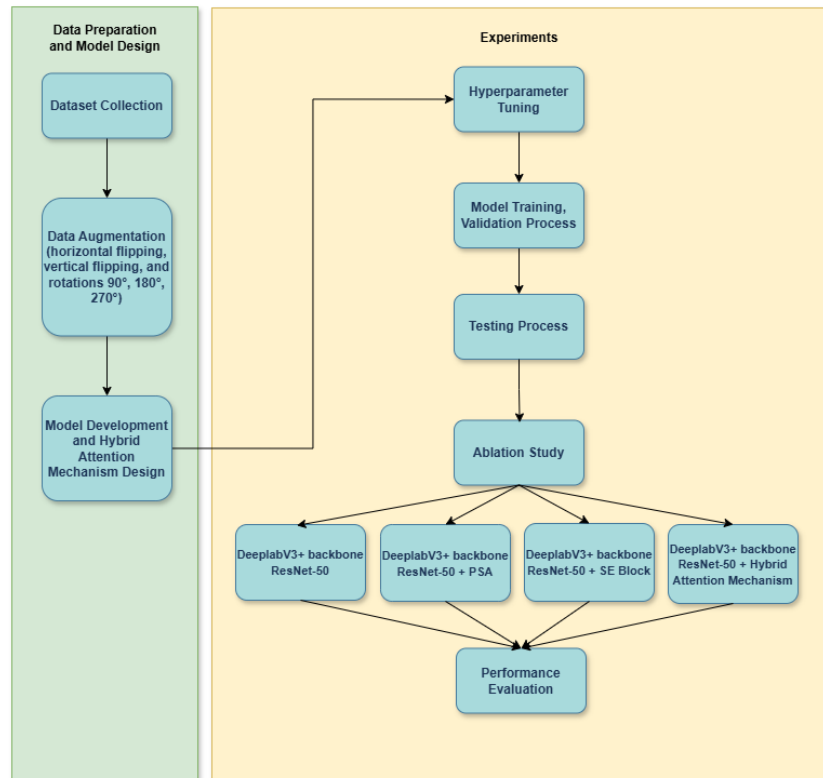 Data Preparation
and Model Design
Dataset Collection
Data Augmentation
(horizontal flipping,
vertical flipping, and
rotations 90°, 180°,
270°)
Model Development
and Hybrid
Attention
Mechanism Design
Experiments
Hyperparameter
Tuning
Model Training,
Validation Process
Testing Process
Ablation Study
DeeplabV3+ backbone
ResNet-50
DeeplabV3+ backbone
ResNet-50 + PSA
DeeplabV3+ backbone
ResNet-50 + SE Block
DeeplabV3+ backbone
ResNet-50 + Hybrid
Attention Mechanism
Performance
Evaluation